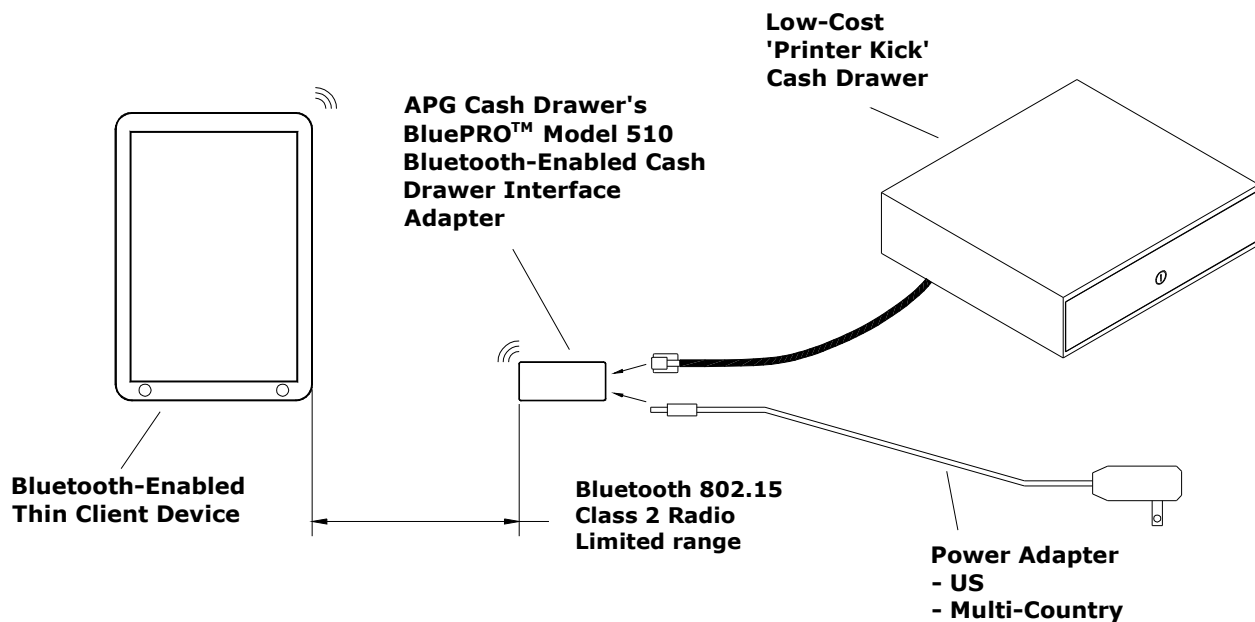 Low-Cost
'Printer Kick'
Cash Drawer
APG Cash Drawer's
BluePRO™ Model 510
Bluetooth-Enabled Cash
Drawer Interface
Adapter
Bluetooth-Enabled
Thin Client Device
Bluetooth 802.15
Class 2 Radio
Limited range
Power Adapter
- US
- Multi-Country